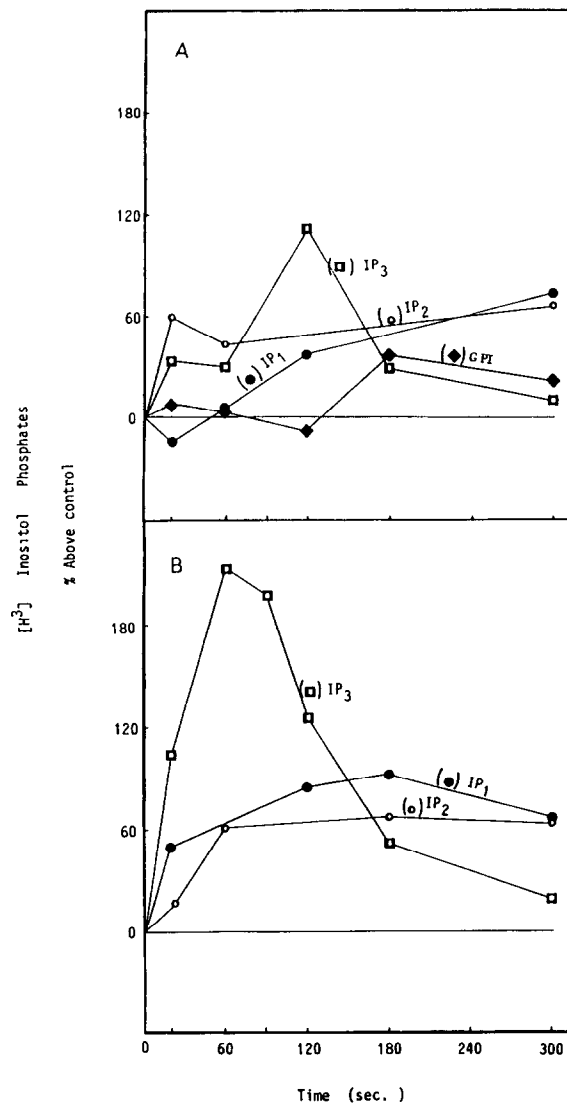 A
180
120
60
0
(◻) IP3
(o) IP2
(●) IP1
(◆) GPI
[H3] Inositol Phosphates
% Above control
B
180
120
60
0
(◻) IP3
(●) IP1
(o) IP2
0 60 120 180 240 300
Time (sec.)